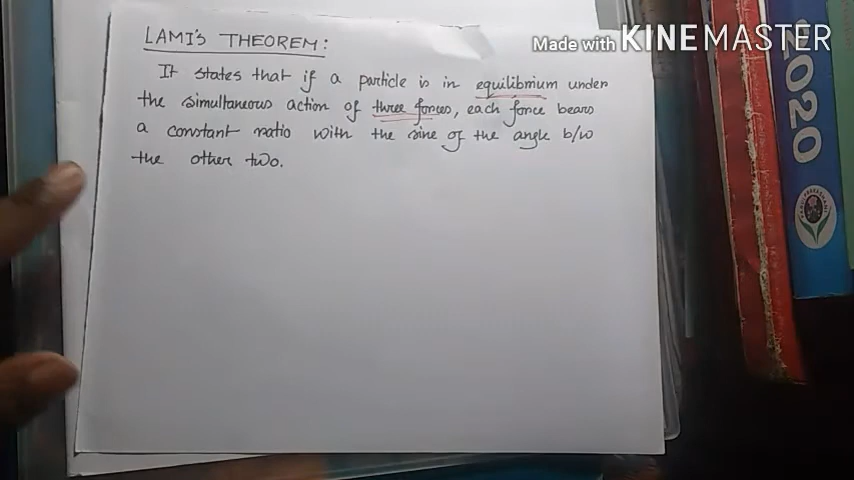 LAMI'S THEOREM:
Made with KINEMASTER
It states that if a particle is in equilibrium under
the simultaneous action of three forces, each force bears
a constant ratio with the sine of the angle b/w
the other two.
2020